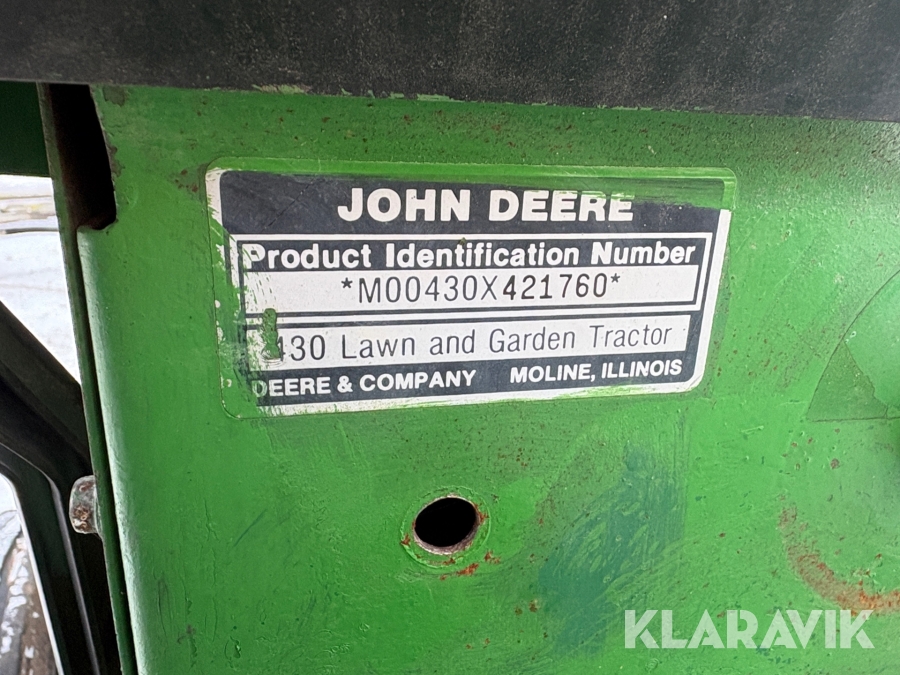 JOHN DEERE
Product Identification Number
*M00430X421760*
430 Lawn and Garden Tractor
DEERE & COMPANY MOLINE, ILLINOIS
KLARAVIK